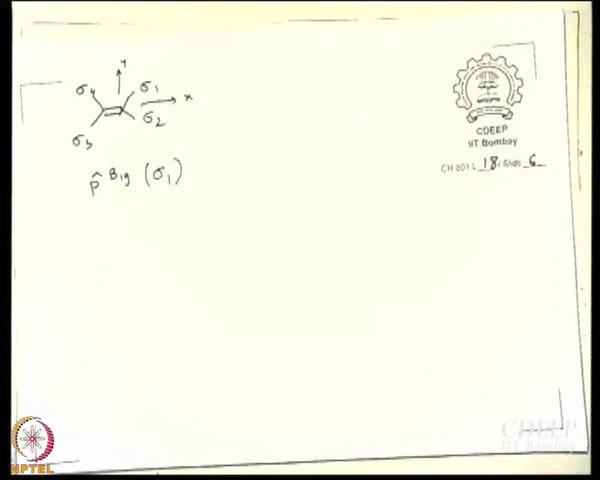 y
σ4 σ1 x
σ3 σ2
P̂ B1g (σ1)
CDEEP
IIT Bombay
CH 801 L 18 / Slide 6
CDEEP
IIT Bombay
NPTEL